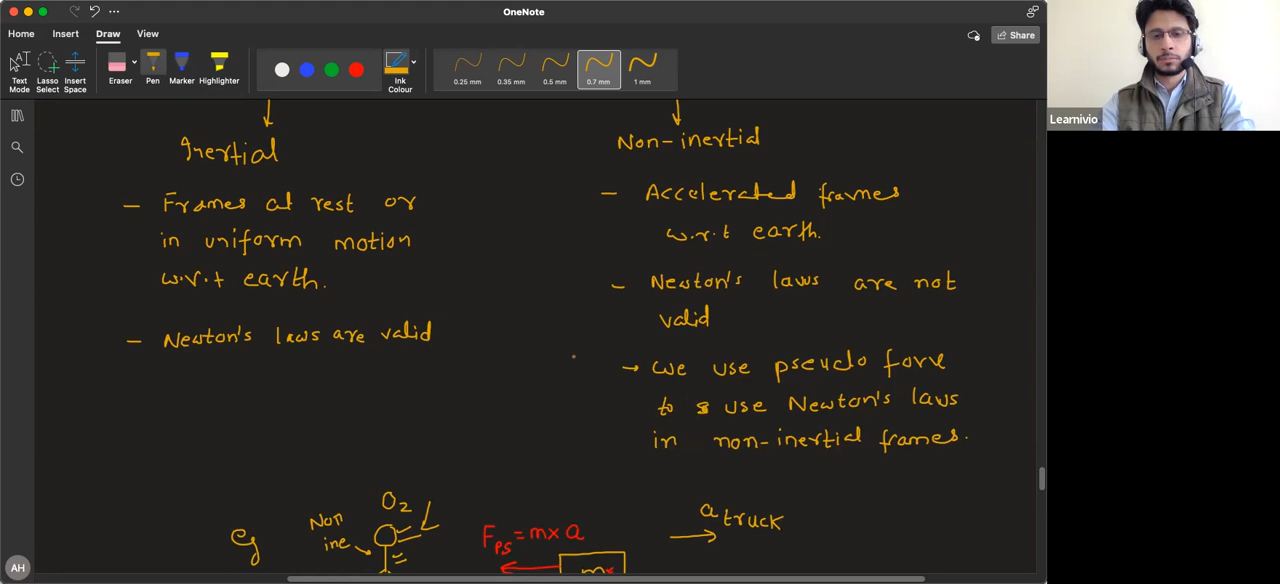 OneNote
Home Insert Draw View
Share
Text Mode
Lasso Select
Insert Space
Eraser
Pen
Marker
Highlighter
Ink Colour
0.25 mm
0.35 mm
0.5 mm
0.7 mm
1 mm
Learnivio
Inertial
- Frames at rest or
in uniform motion
w.r.t earth.
- Newton's laws are valid
Non-inertial
- Accelerated frames
w.r.t earth.
- Newton's laws are not
valid
→ We use pseudo force
to use Newton's laws
in non-inertial frames.
eg
Non
ine
O2
Fps = m x a
m
a truck
AH